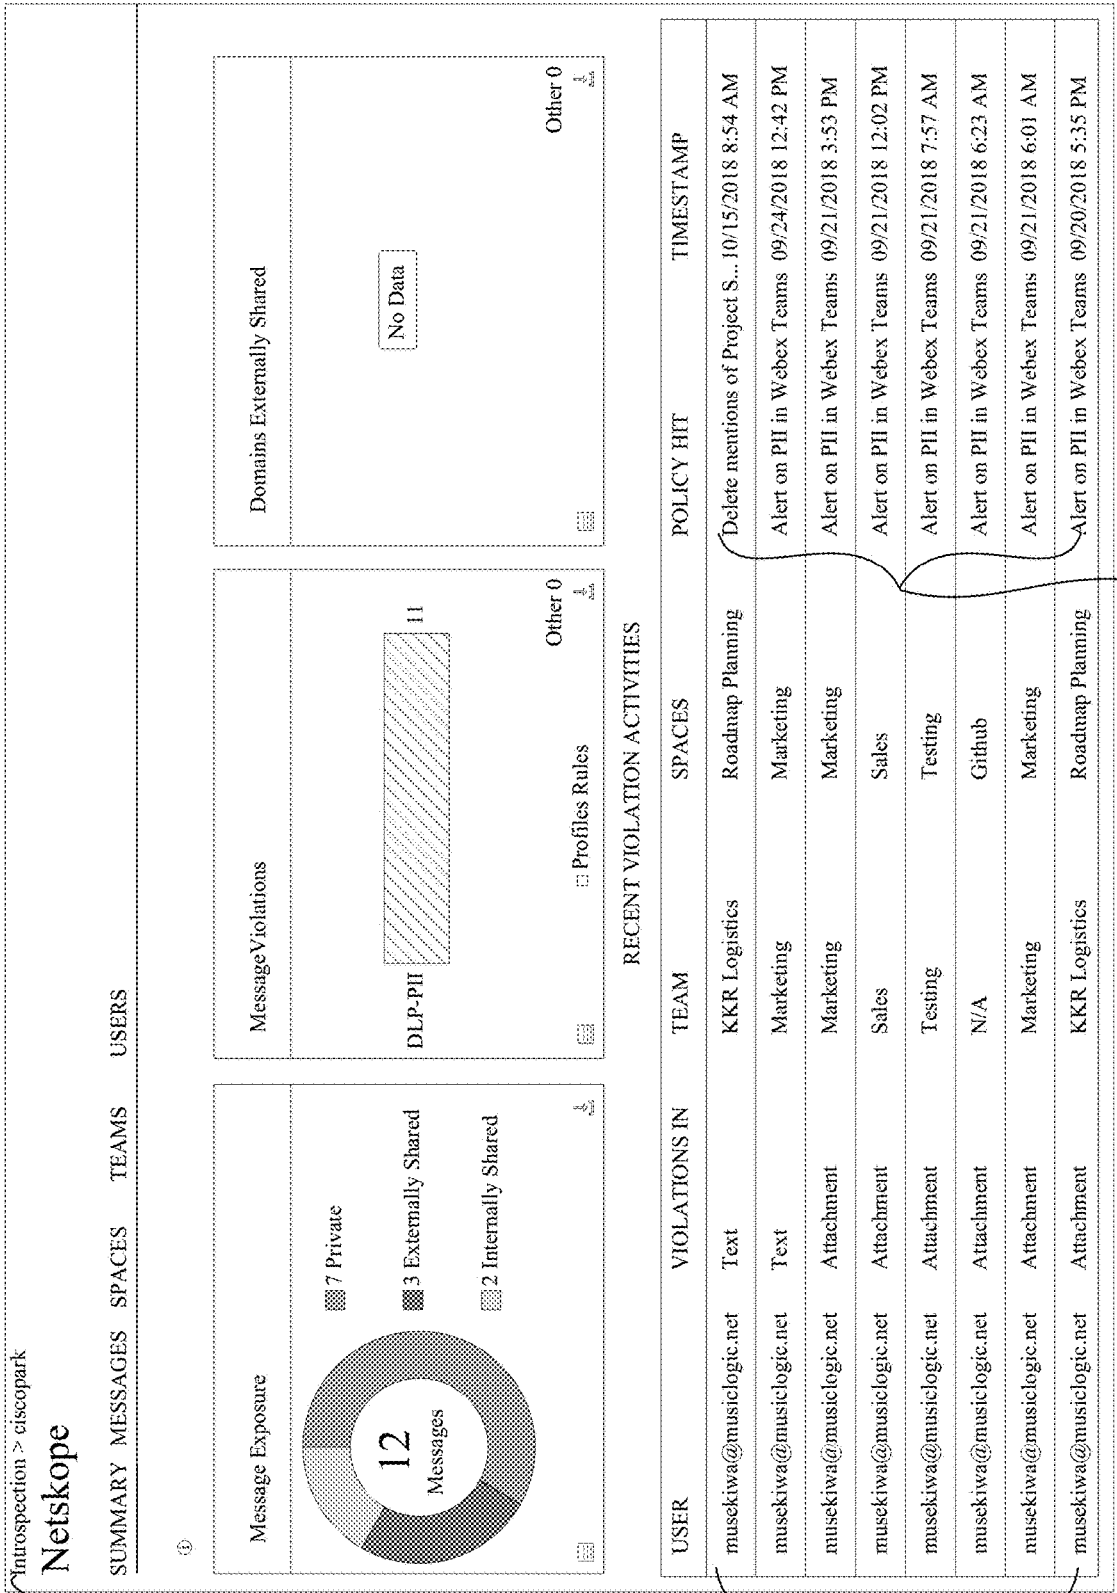 Introspection > ciscopark
Netskope
SUMMARY MESSAGES SPACES TEAMS USERS
Message Exposure
12
Messages
7 Private
3 Externally Shared
2 Internally Shared
MessageViolations
DLP-PII
11
Profiles Rules
Other 0
Domains Externally Shared
No Data
Other 0
RECENT VIOLATION ACTIVITIES
USER VIOLATIONS IN TEAM SPACES POLICY HIT TIMESTAMP
musekiwa@musiclogic.net Text KKR Logistics Roadmap Planning Delete mentions of Project S... 10/15/2018 8:54 AM
musekiwa@musiclogic.net Text Marketing Marketing Alert on PII in Webex Teams 09/24/2018 12:42 PM
musekiwa@musiclogic.net Attachment Marketing Marketing Alert on PII in Webex Teams 09/21/2018 3:53 PM
musekiwa@musiclogic.net Attachment Sales Sales Alert on PII in Webex Teams 09/21/2018 12:02 PM
musekiwa@musiclogic.net Attachment Testing Testing Alert on PII in Webex Teams 09/21/2018 7:57 AM
musekiwa@musiclogic.net Attachment N/A Github Alert on PII in Webex Teams 09/21/2018 6:23 AM
musekiwa@musiclogic.net Attachment Marketing Marketing Alert on PII in Webex Teams 09/21/2018 6:01 AM
musekiwa@musiclogic.net Attachment KKR Logistics Roadmap Planning Alert on PII in Webex Teams 09/20/2018 5:35 PM